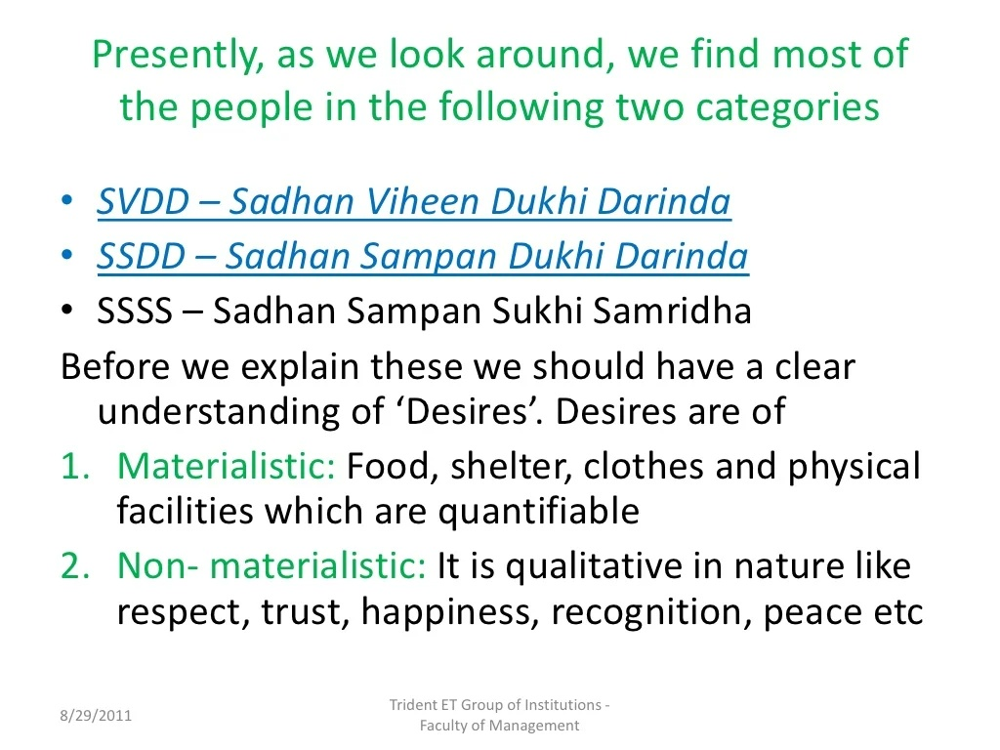 Presently, as we look around, we find most of
the people in the following two categories
• SVDD – Sadhan Viheen Dukhi Darinda
• SSDD – Sadhan Sampan Dukhi Darinda
• SSSS – Sadhan Sampan Sukhi Samridha
Before we explain these we should have a clear
understanding of ‘Desires’. Desires are of
1. Materialistic: Food, shelter, clothes and physical
facilities which are quantifiable
2. Non- materialistic: It is qualitative in nature like
respect, trust, happiness, recognition, peace etc
8/29/2011
Trident ET Group of Institutions -
Faculty of Management